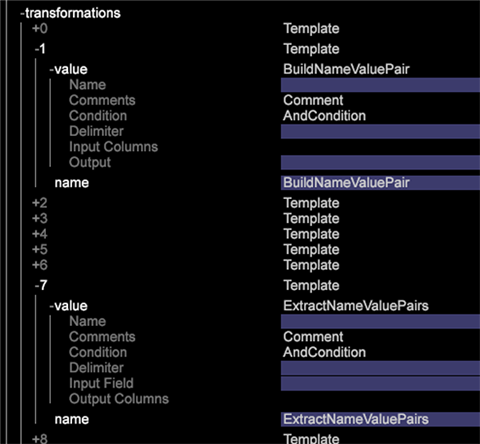 -transformations
+0 Template
-1 Template
-value BuildNameValuePair
Name
Comments Comment
Condition AndCondition
Delimiter
Input Columns
Output
name BuildNameValuePair
+2 Template
+3 Template
+4 Template
+5 Template
+6 Template
-7 Template
-value ExtractNameValuePairs
Name
Comments Comment
Condition AndCondition
Delimiter
Input Field
Output Columns
name ExtractNameValuePairs
+8 Template